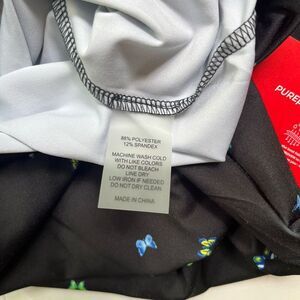 88% POLYESTER
12% SPANDEX
MACHINE WASH COLD
WITH LIKE COLORS
DO NOT BLEACH
LINE DRY
LOW IRON IF NEEDED
DO NOT DRY CLEAN
MADE IN CHINA